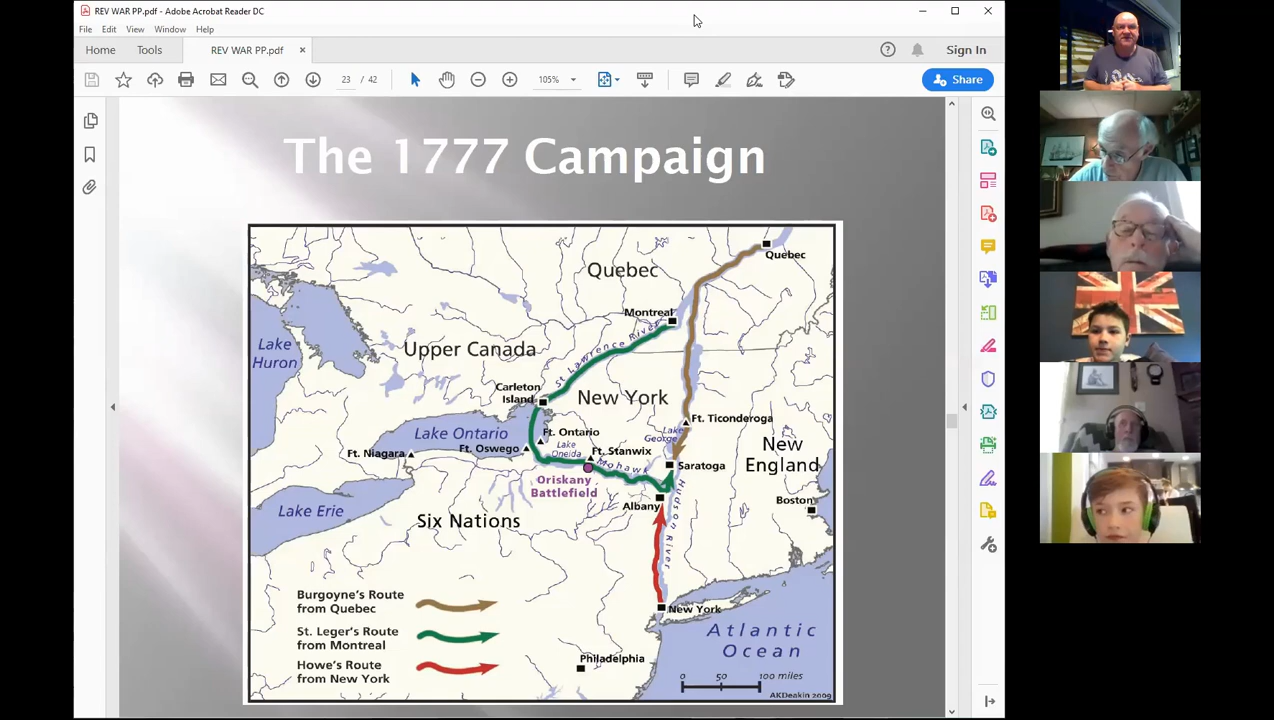 REV WAR PP.pdf - Adobe Acrobat Reader DC
File Edit View Window Help
Home Tools REV WAR PP.pdf × Sign In
23 / 42 105% Share
The 1777 Campaign
Quebec
Quebec
Montreal
St Lawrence River
Lake
Huron
Upper Canada
Carleton
Island
New York
Ft. Ticonderoga
Lake
George
Lake Ontario
Ft. Ontario
Ft. Oswego
Lake
Oneida
Ft. Stanwix
Mohawk
New
England
Ft. Niagara
Saratoga
Oriskany
Battlefield
Albany
Hudson River
Boston
Lake Erie
Six Nations
Burgoyne's Route
from Quebec
St. Leger's Route
from Montreal
Howe's Route
from New York
New York
Atlantic
Ocean
Philadelphia
0 50 100 miles
AKDeakin 2009